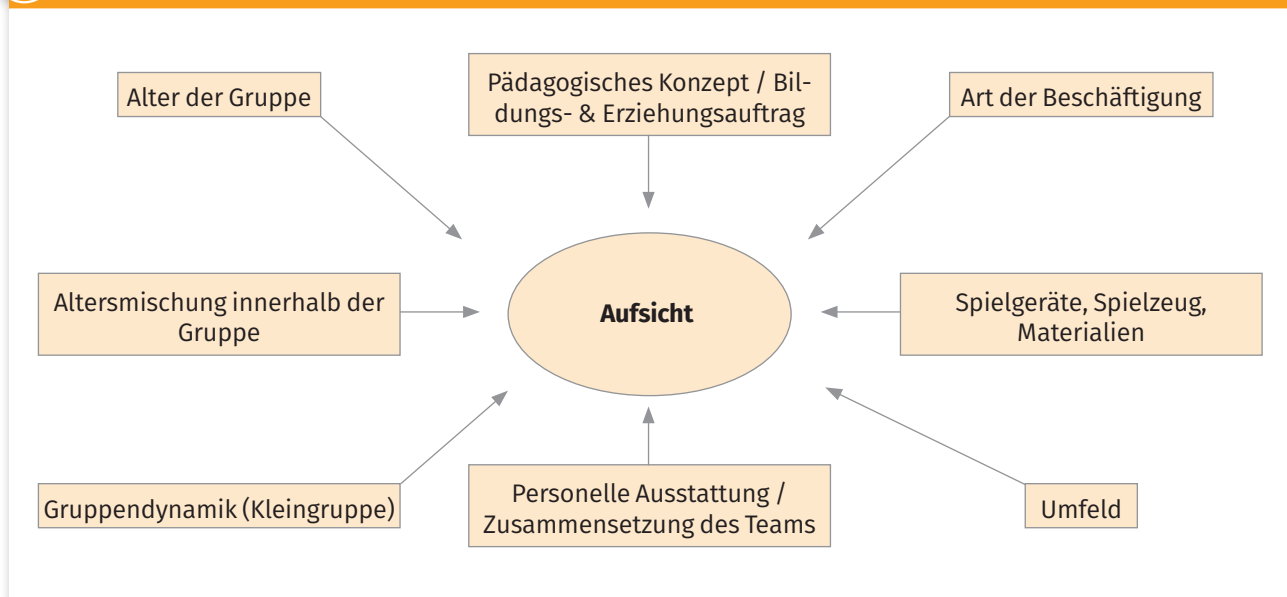 Alter der Gruppe
Pädagogisches Konzept / Bil-
dungs- & Erziehungsauftrag
Art der Beschäftigung
Altersmischung innerhalb der
Gruppe
Aufsicht
Spielgeräte, Spielzeug,
Materialien
Gruppendynamik (Kleingruppe)
Personelle Ausstattung /
Zusammensetzung des Teams
Umfeld